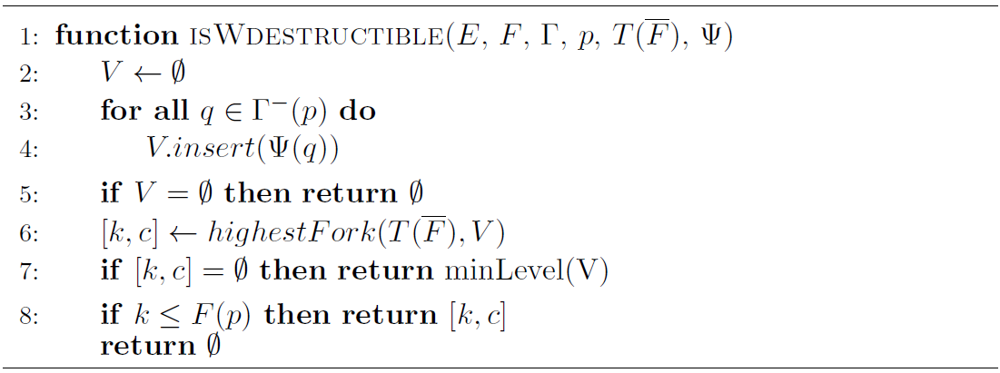 1: function ISWDESTRUCTIBLE(E, F, Γ, p, T(F̅), Ψ)
2: V ← ∅
3: for all q ∈ Γ⁻(p) do
4: V.insert(Ψ(q))
5: if V = ∅ then return ∅
6: [k, c] ← highestFork(T(F̅), V)
7: if [k, c] = ∅ then return minLevel(V)
8: if k ≤ F(p) then return [k, c]
return ∅